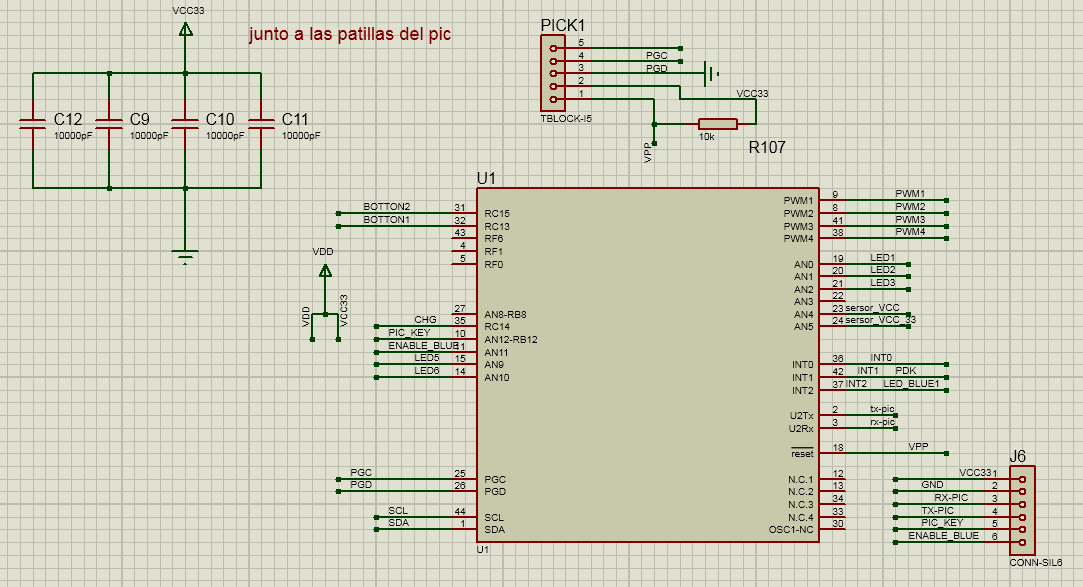 VCC33
junto a las patillas del pic
C12
10000pF
C9
10000pF
C10
10000pF
C11
10000pF
PICK1
5
4
PGC
3
PGD
2
1
TBLOCK-I5
VCC33
10k
R107
VPP
VDD
VDD
VCC33
U1
BOTTON2 31 RC15
BOTTON1 32 RC13
43 RF6
4 RF1
5 RF0
27 AN8-RB8
CHG 35 RC14
PIC_KEY 10 AN12-RB12
ENABLE_BLUE 11 AN11
LED5 15 AN9
LED6 14 AN10
PGC 25 PGC
PGD 26 PGD
SCL 44 SCL
SDA 1 SDA
U1
PWM1 9 PWM1
PWM2 8 PWM2
PWM3 41 PWM3
PWM4 38 PWM4
AN0 19 LED1
AN1 20 LED2
AN2 21 LED3
AN3 22
AN4 23 sersor_VCC
AN5 24 sersor_VCC_33
INT0 36 INT0
INT1 42 INT1 PDK
INT2 37 INT2 LED_BLUE1
U2Tx 2 tx-pic
U2Rx 3 rx-pic
reset 18 VPP
N.C.1 12
N.C.2 13
N.C.3 34
N.C.4 33
OSC1-NC 30
J6
VCC33 1
GND 2
RX-PIC 3
TX-PIC 4
PIC_KEY 5
ENABLE_BLUE 6
CONN-SIL6